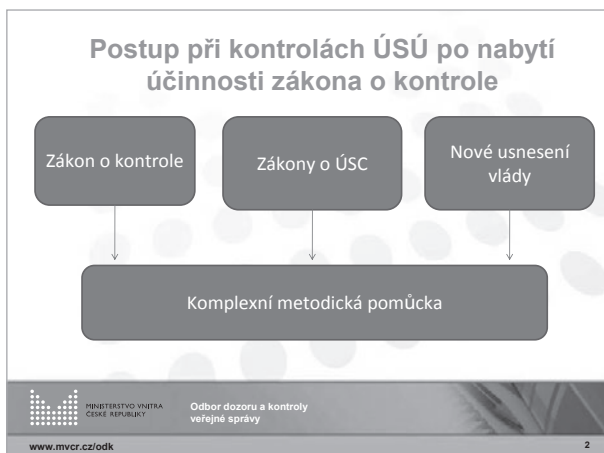 Postup při kontrolách ÚSÚ po nabytí
účinnosti zákona o kontrole
Zákon o kontrole
Zákony o ÚSC
Nové usnesení
vlády
Komplexní metodická pomůcka
MINISTERSTVO VNITRA
ČESKÉ REPUBLIKY
Odbor dozoru a kontroly
veřejné správy
www.mvcr.cz/odk
2